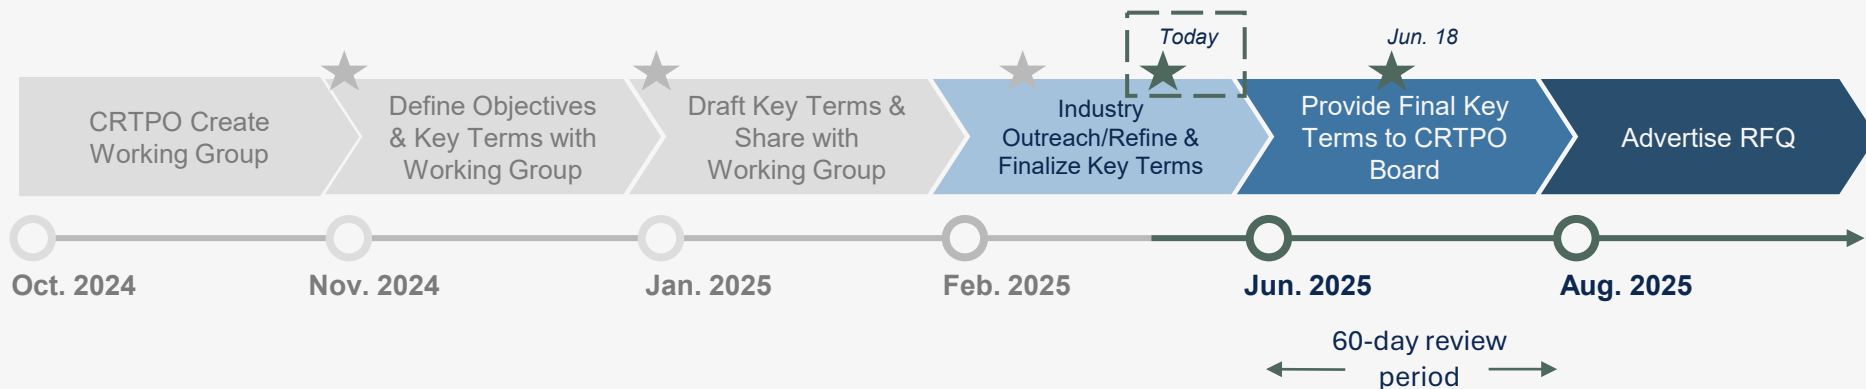 Today
Jun. 18
CRTPO Create
Working Group
Define Objectives
& Key Terms with
Working Group
Draft Key Terms &
Share with
Working Group
Industry
Outreach/Refine &
Finalize Key Terms
Provide Final Key
Terms to CRTPO
Board
Advertise RFQ
Oct. 2024
Nov. 2024
Jan. 2025
Feb. 2025
Jun. 2025
Aug. 2025
60-day review
period